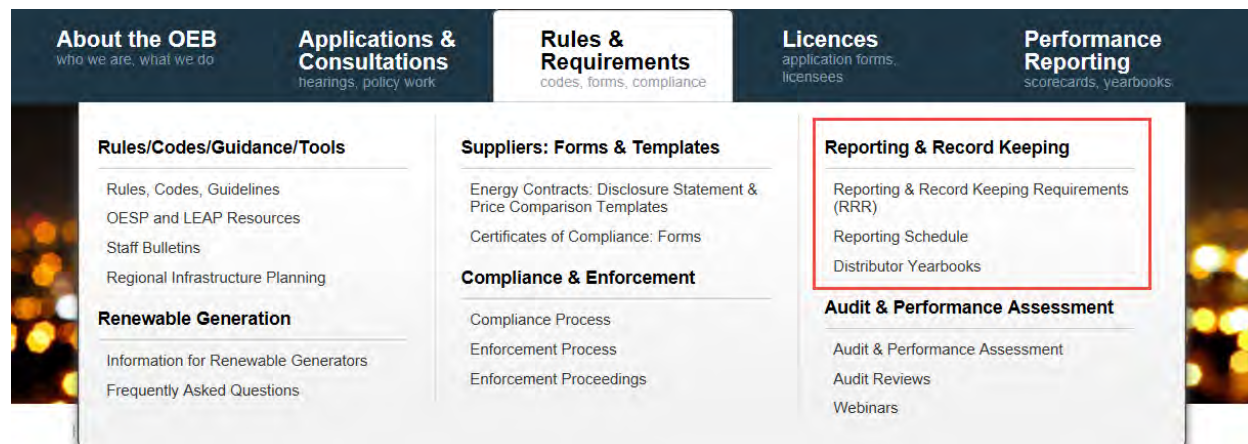 About the OEB
who we are, what we do
Applications &
Consultations
hearings, policy work
Rules &
Requirements
codes, forms, compliance
Licences
application forms,
licensees
Performance
Reporting
scorecards, yearbooks
Rules/Codes/Guidance/Tools
Rules, Codes, Guidelines
OESP and LEAP Resources
Staff Bulletins
Regional Infrastructure Planning
Renewable Generation
Information for Renewable Generators
Frequently Asked Questions
Suppliers: Forms & Templates
Energy Contracts: Disclosure Statement &
Price Comparison Templates
Certificates of Compliance: Forms
Compliance & Enforcement
Compliance Process
Enforcement Process
Enforcement Proceedings
Reporting & Record Keeping
Reporting & Record Keeping Requirements
(RRR)
Reporting Schedule
Distributor Yearbooks
Audit & Performance Assessment
Audit & Performance Assessment
Audit Reviews
Webinars